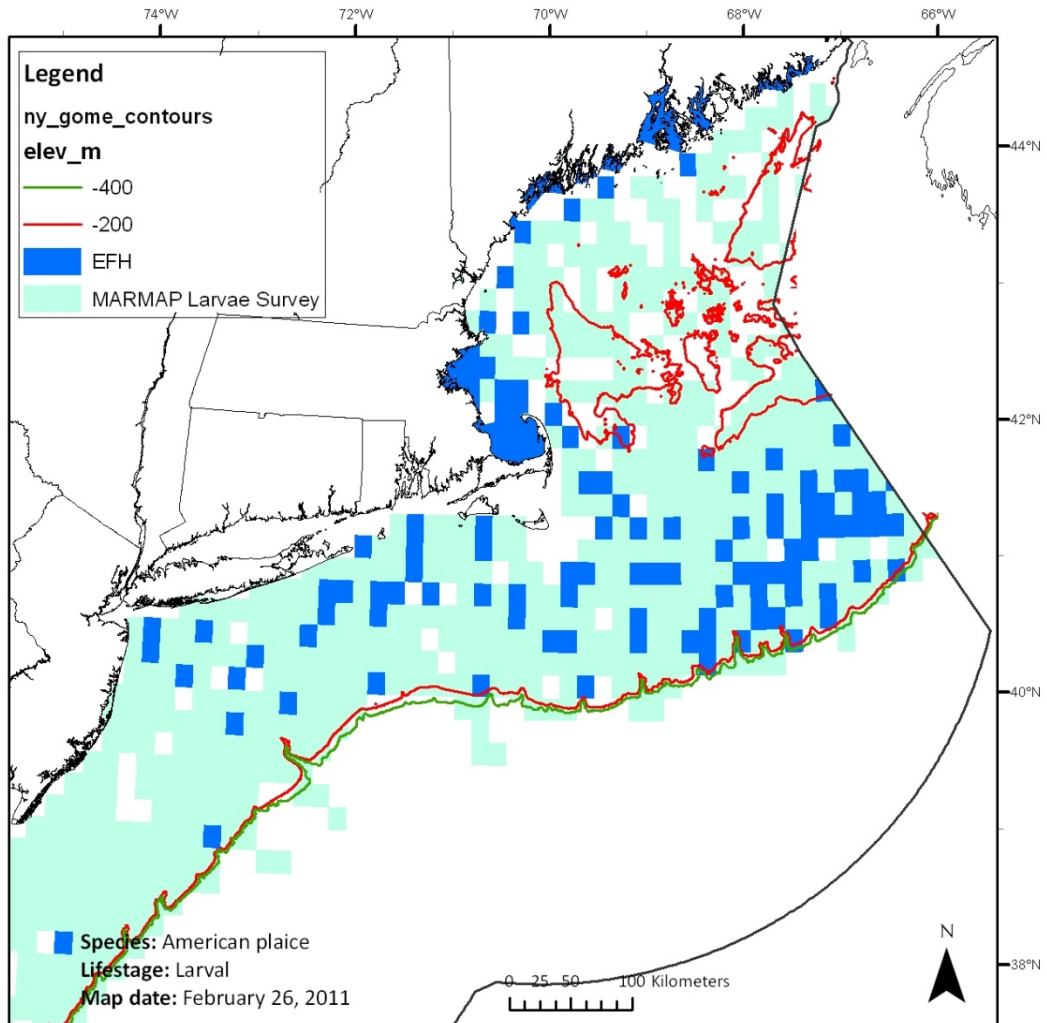 74°W
72°W
70°W
68°W
66°W
Legend
ny_gome_contours
elev_m
-400
-200
EFH
MARMAP Larvae Survey
44°N
42°N
40°N
38°N
Species: American plaice
Lifestage: Larval
Map date: February 26, 2011
0 25 50 100 Kilometers
N